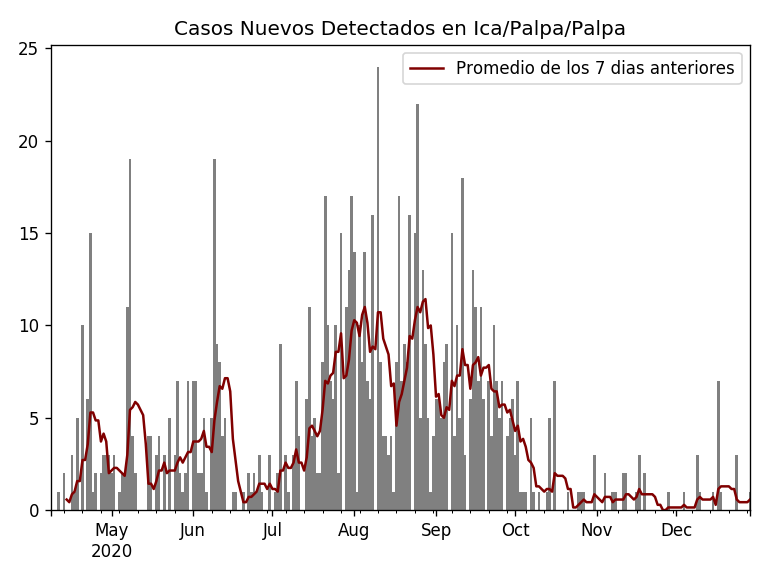 Casos Nuevos Detectados en Ica/Palpa/Palpa
Promedio de los 7 dias anteriores
25
20
15
10
5
0
May Jun Jul Aug Sep Oct Nov Dec
2020